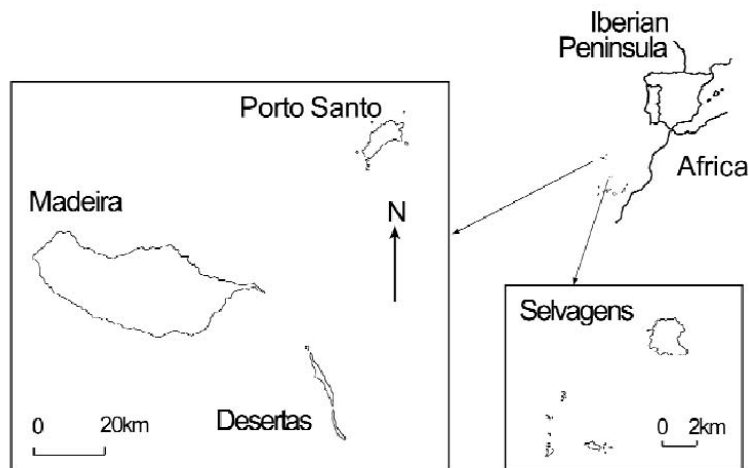 Iberian
Peninsula
Africa
Porto Santo
Madeira
N
Desertas
0 20km
Selvagens
0 2km